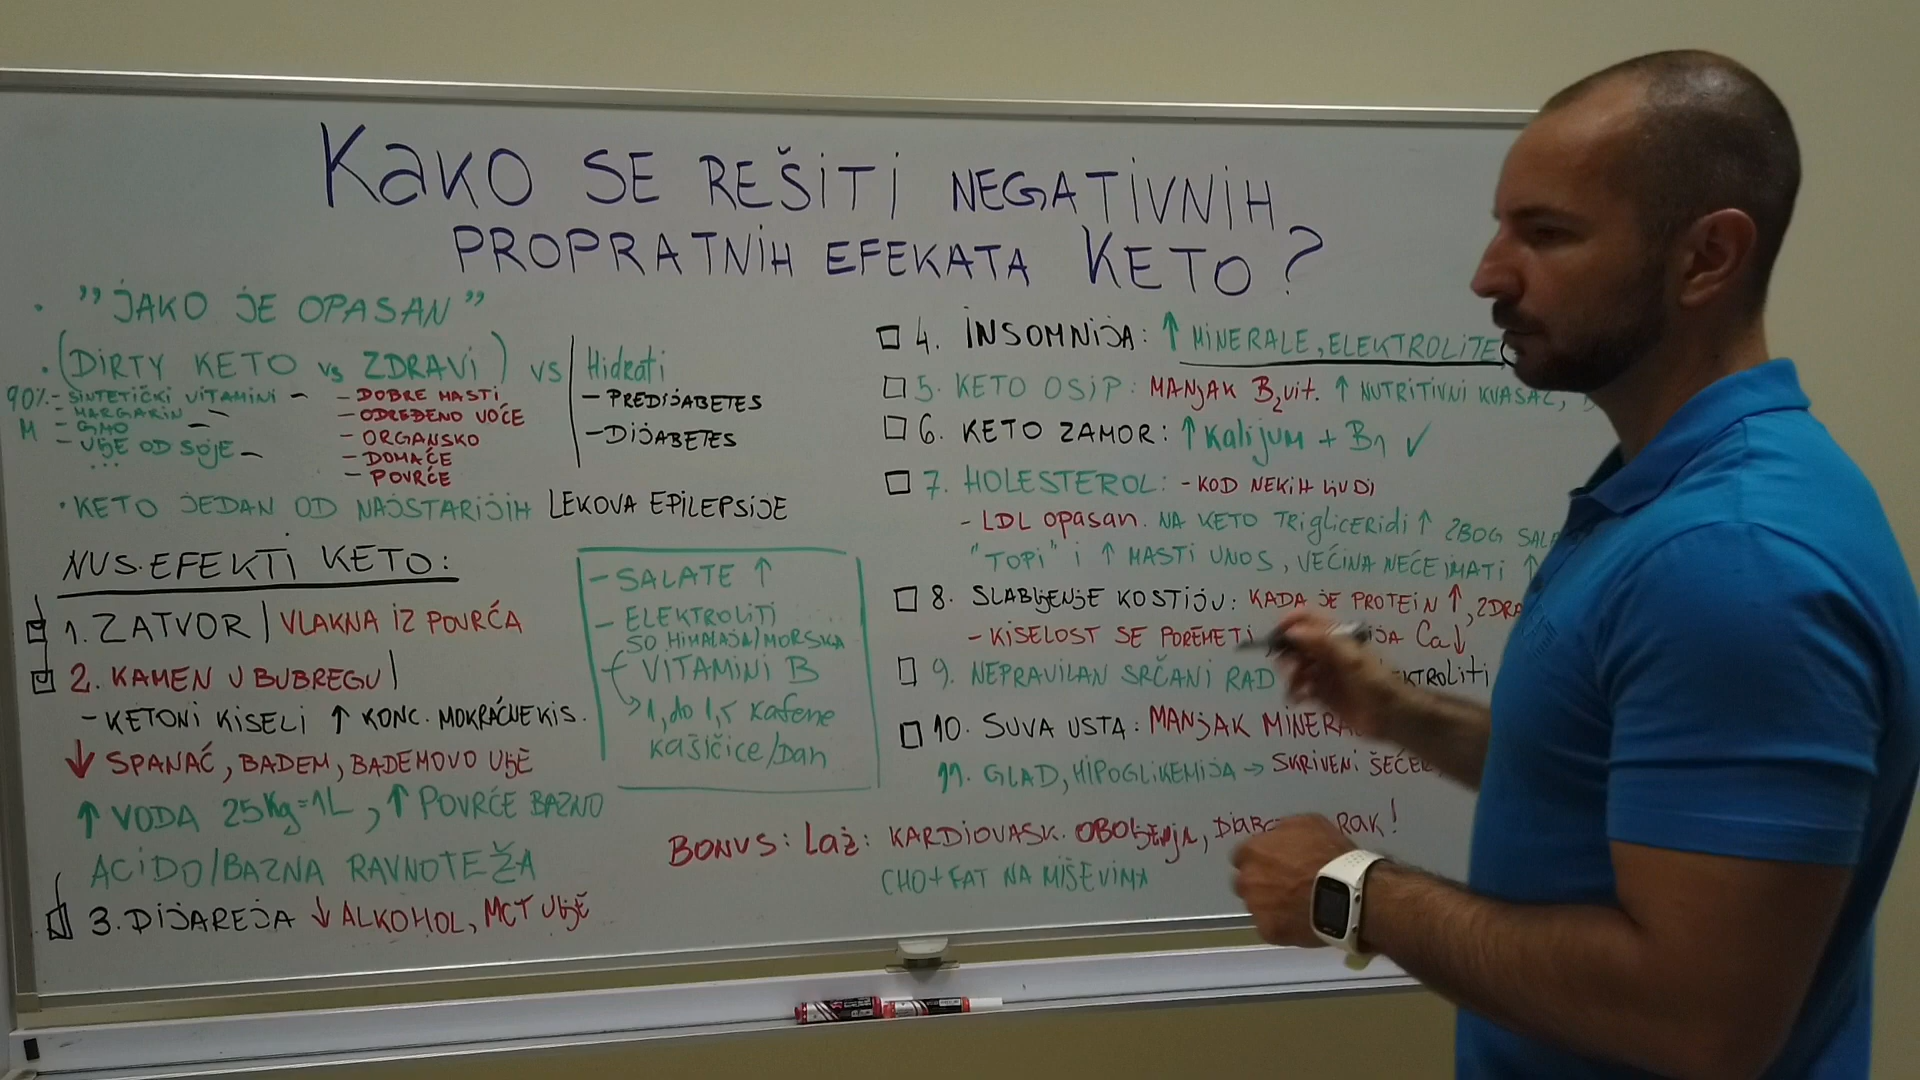 KAKO SE REŠITI NEGATIVNIH
PROPRATNIH EFEKATA KETO?
• "JAKO JE OPASAN"
• (DIRTY KETO vs ZDRAVI) vs Hidrati
90% - SINTETIČKI VITAMINI -
- MARGARIN -
M - GMO -
- ULJE OD SOJE -
...
- DOBRE MASTI
- ODREĐENO VOĆE
- ORGANSKO
- DOMAĆE
- POVRĆE
- PREDIJABETES
- DIJABETES
• KETO JEDAN OD NAJSTARIJIH LEKOVA EPILEPSIJE
NUS. EFEKTI KETO:
1. ZATVOR | VLAKNA IZ POVRĆA
2. KAMEN U BUBREGU |
- KETONI KISELI ↑ KONC. MOKRAĆNE KIS.
↓ SPANAĆ, BADEM, BADEMOVO ULJE
↑ VODA 25Kg=1L, ↑ POVRĆE BAZNO
ACIDO/BAZNA RAVNOTEŽA
3. DIJAREJA ↓ ALKOHOL, MCT ULJE
- SALATE ↑
- ELEKTROLITI
SO HIMALAJA/MORSKA
- VITAMINI B
→ 1, do 1,5 kafene
kašičice/Dan
4. INSOMNIJA: ↑ MINERALE, ELEKTROLITE
5. KETO OSIP: MANJAK B2 vit. ↑ NUTRITIVNI KVASAC,
6. KETO ZAMOR: ↑ Kalijum + B1 ✓
7. HOLESTEROL: - KOD NEKIH LJUDI
- LDL opasan. NA KETO TRIGLICERIDI ↑ ZBOG SALA
"TOPI" i ↑ MASTI UNOS, VEĆINA NEĆE IMATI ↑
8. SLABLJENJE KOSTIJU: KADA JE PROTEIN ↑, ZDRA
- KISELOST SE POREMETI Ca↓
9. NEPRAVILAN SRČANI RAD KTROLITI
10. SUVA USTA: MANJAK MINERA
11. GLAD, HIPOGLIKEMIJA → SKRIVENI ŠEĆER
BONUS: Laž: KARDIOVASK. OBOLJENJA, DIABE RAK!
CHO+FAT NA MIŠEVIMA